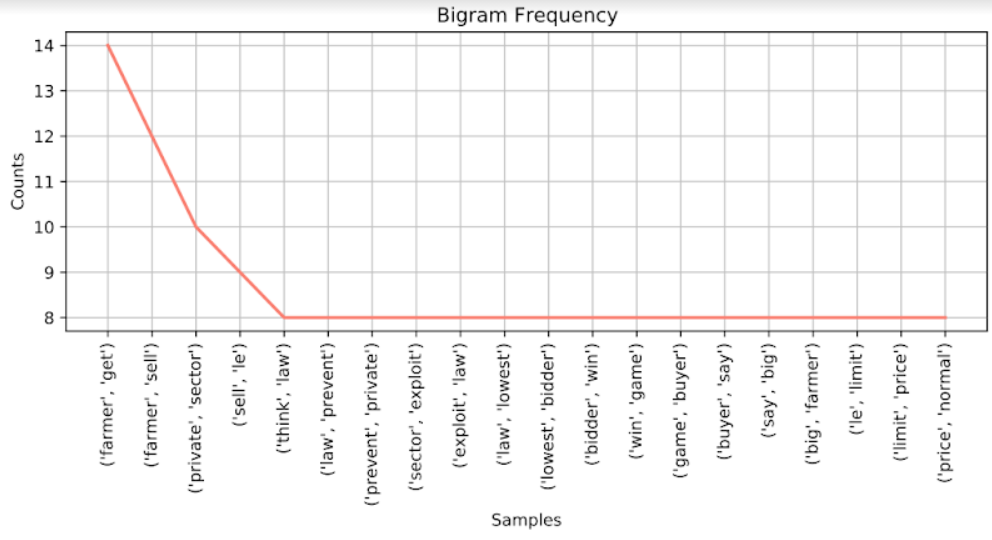 Bigram Frequency
14
13
12
11
10
9
8
Counts
('farmer', 'get')
('farmer', 'sell')
('private', 'sector')
('sell', 'le')
('think', 'law')
('law', 'prevent')
('prevent', 'private')
('sector', 'exploit')
('exploit', 'law')
('law', 'lowest')
('lowest', 'bidder')
('bidder', 'win')
('win', 'game')
('game', 'buyer')
('buyer', 'say')
('say', 'big')
('big', 'farmer')
('le', 'limit')
('limit', 'price')
('price', 'normal')
Samples